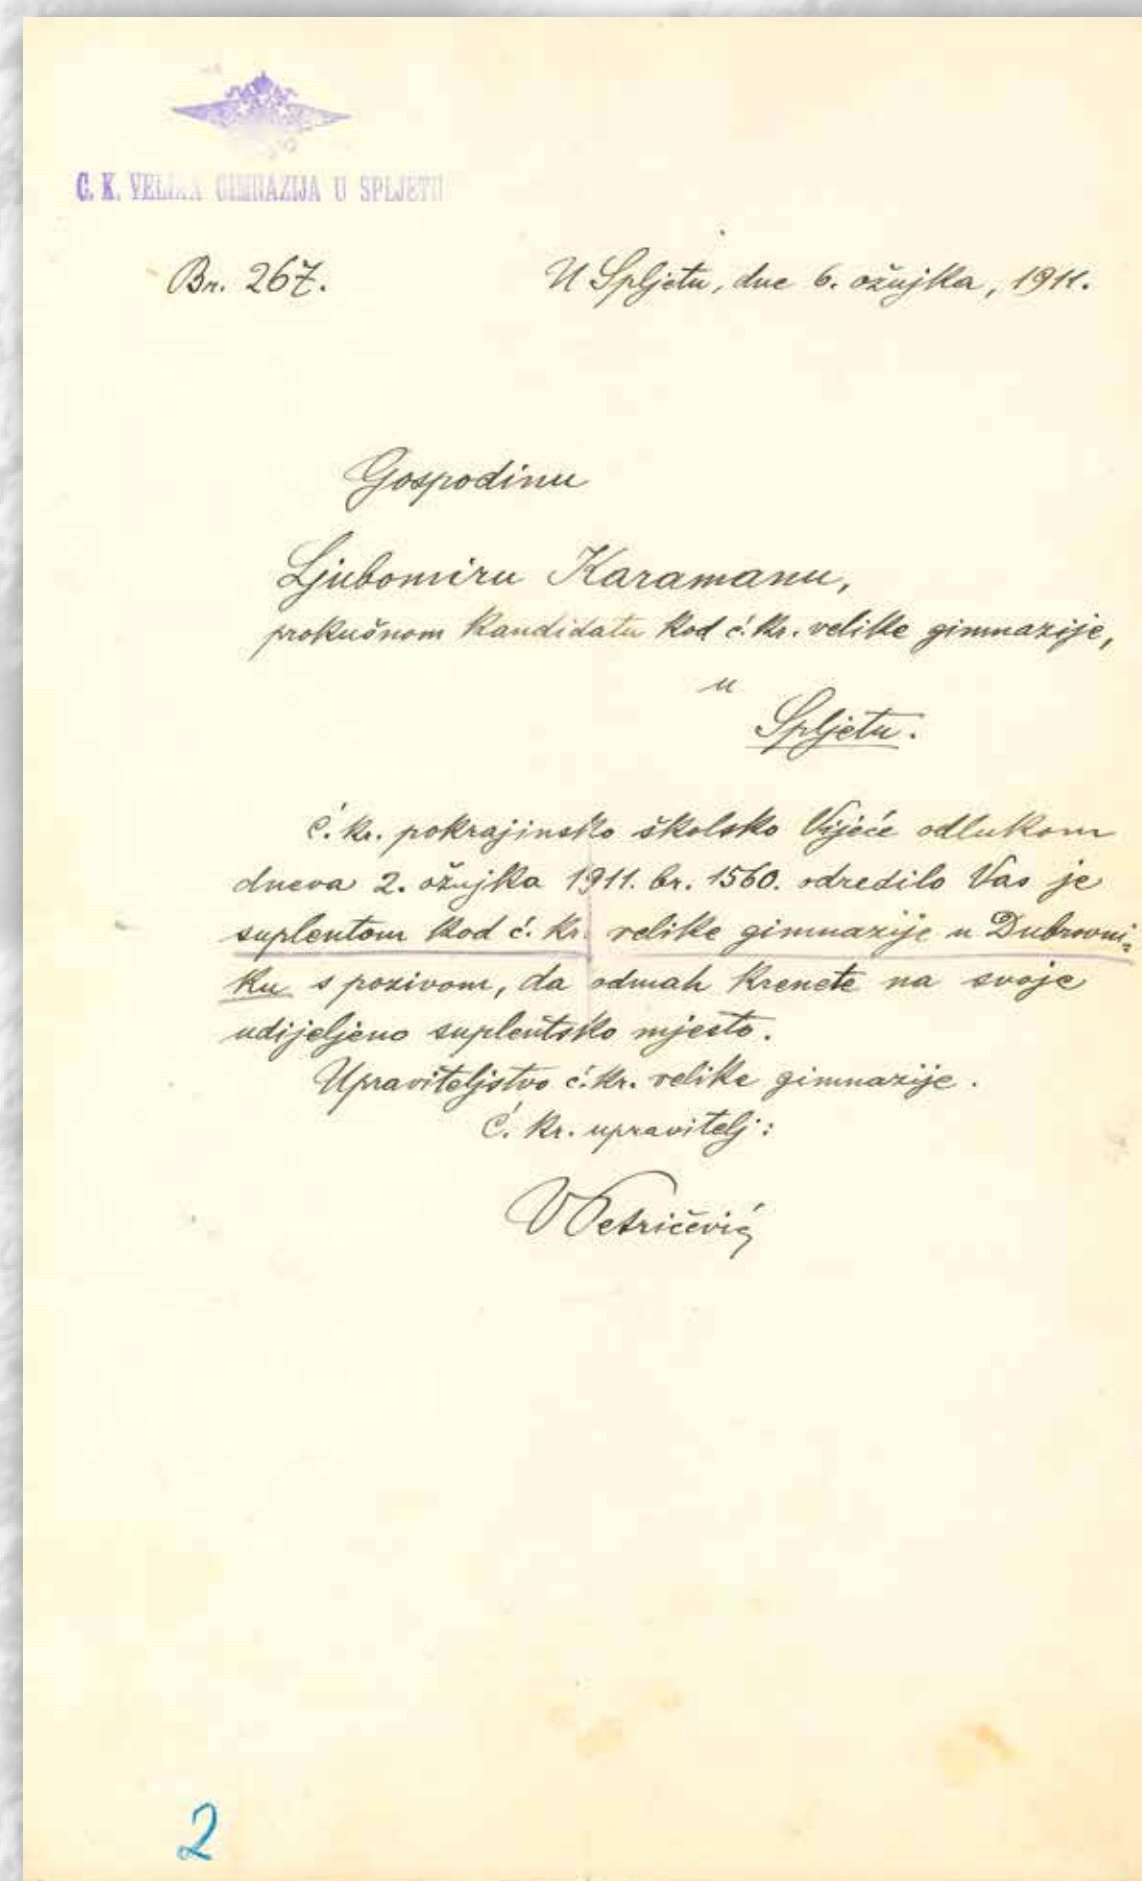 C. K. VELIKA GIMNAZIJA U SPLJETU
Br. 267.
U Spljetu, dne 6. ožujka, 1911.
Gospodinu
Ljubomiru Karamanu,
prokušnom kandidatu kod ć. kr. velike gimnazije,
u
Spljetu.
Ć. kr. pokrajinsko školsko Vijeće odlukom
dneva 2. ožujka 1911. br. 1560. odredilo Vas je
suplentom kod ć. kr. velike gimnazije u Dubrovni=
ku s pozivom, da odmah krenete na svoje
udijeljeno suplentsko mjesto.
Upraviteljstvo ć. kr. velike gimnazije.
Ć. kr. upravitelj:
V Petričević
2